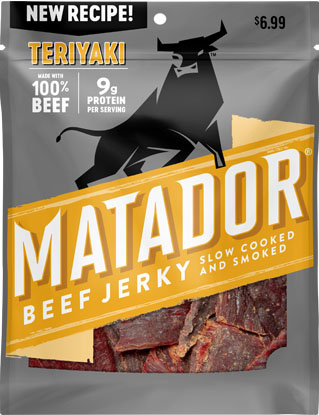 NEW RECIPE!
$6.99
TERIYAKI
MADE WITH
100%
BEEF
9g
PROTEIN
PER SERVING
™
MATADOR®
BEEF JERKY
SLOW COOKED
AND SMOKED